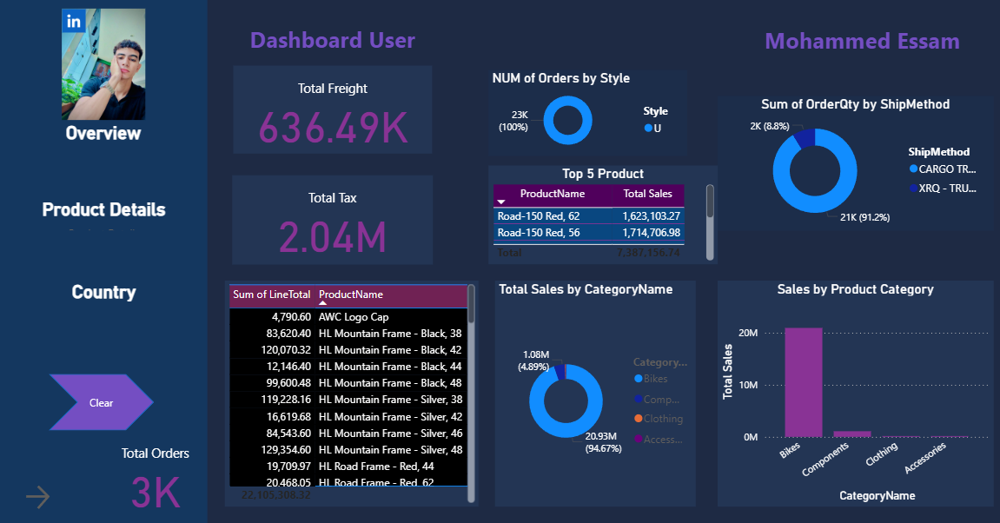 in
Overview
Product Details
Country
Clear
Total Orders
3K
Dashboard User
Mohammed Essam
Total Freight
636.49K
Total Tax
2.04M
NUM of Orders by Style
23K
(100%)
Style
U
Sum of OrderQty by ShipMethod
2K (8.8%)
21K (91.2%)
ShipMethod
CARGO TR...
XRQ - TRU...
Top 5 Product
ProductName Total Sales
Road-150 Red, 62 1,623,103.27
Road-150 Red, 56 1,714,706.98
Total 7,387,156.74
Sum of LineTotal ProductName
4,790.60 AWC Logo Cap
83,620.40 HL Mountain Frame - Black, 38
120,070.32 HL Mountain Frame - Black, 42
12,146.40 HL Mountain Frame - Black, 44
99,600.48 HL Mountain Frame - Black, 48
119,228.16 HL Mountain Frame - Silver, 38
16,619.68 HL Mountain Frame - Silver, 42
84,543.60 HL Mountain Frame - Silver, 46
129,354.60 HL Mountain Frame - Silver, 48
19,709.97 HL Road Frame - Red, 44
20,468.05 HL Road Frame - Red, 62
22,105,308.32
Total Sales by CategoryName
1.08M
(4.89%)
20.93M
(94.67%)
Category...
Bikes
Comp...
Clothing
Access...
Sales by Product Category
Total Sales
20M
10M
0M
Bikes
Components
Clothing
Accessories
CategoryName